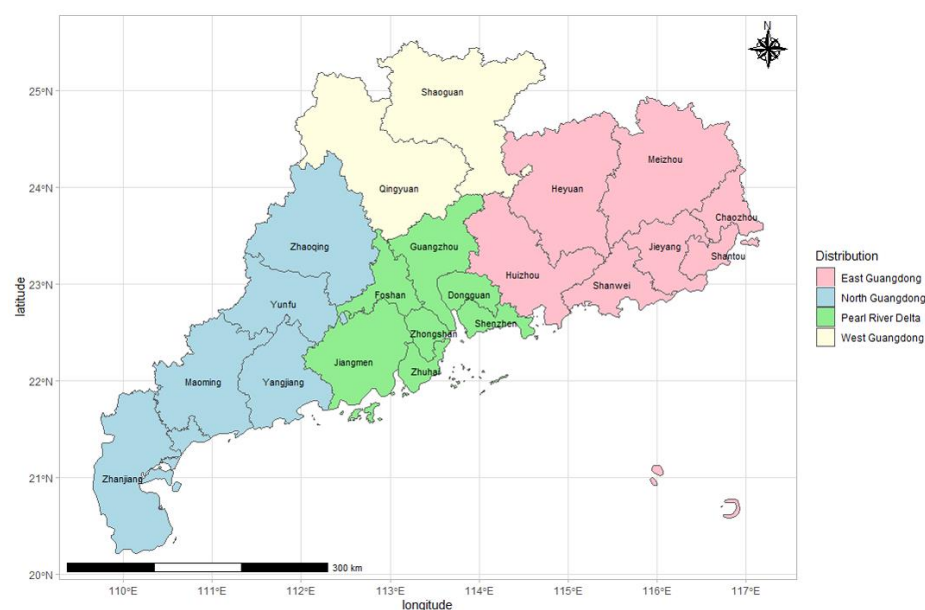 N
25°N
24°N
23°N
22°N
21°N
20°N
latitude
Shaoguan
Meizhou
Qingyuan
Heyuan
Chaozhou
Zhaoqing
Guangzhou
Jieyang
Shantou
Huizhou
Shanwei
Yunfu
Foshan
Dongguan
Shenzhen
Zhongshan
Jiangmen
Zhuhai
Maoming
Yangjiang
Zhanjiang
300 km
110°E 111°E 112°E 113°E 114°E 115°E 116°E 117°E
longitude
Distribution
East Guangdong
North Guangdong
Pearl River Delta
West Guangdong